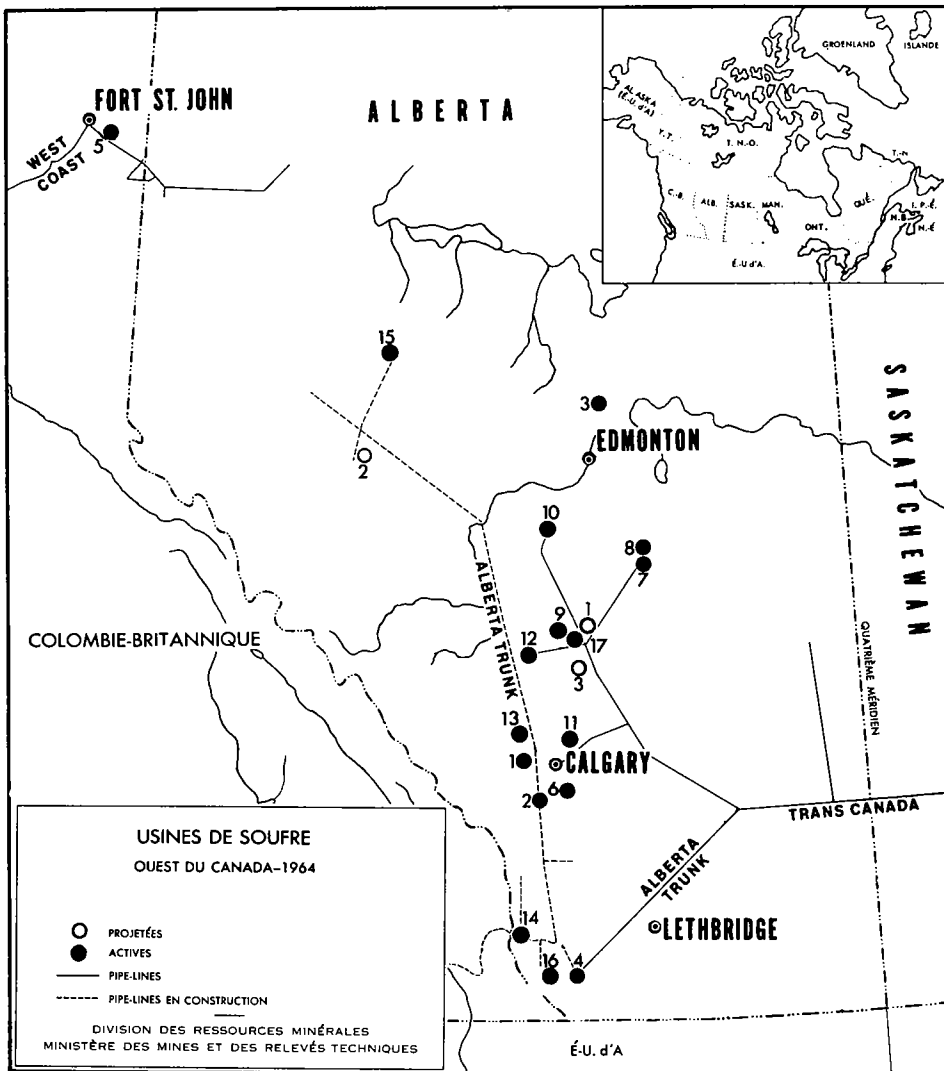 FORT ST. JOHN
ALBERTA
WEST
COAST
5
GROENLAND
ISLANDE
ALASKA
(É.-U. d'A)
Y.T.
T.N.O.
T.-N
C.-B.
ALB.
SASK.
MAN.
ONT.
QUÉ.
I.P.-É.
N.B.
N.-É
É.-U d'A.
15
2
3
EDMONTON
SASKATCHEWAN
10
8
7
ALBERTA TRUNK
9
1
17
12
3
COLOMBIE-BRITANNIQUE
QUATRIÈME MÉRIDIEN
13
11
1
CALGARY
2
6
TRANS CANADA
ALBERTA
TRUNK
14
LETHBRIDGE
16
4
É-U. d'A
USINES DE SOUFRE
OUEST DU CANADA-1964
PROJETÉES
ACTIVES
PIPE-LINES
PIPE-LINES EN CONSTRUCTION
DIVISION DES RESSOURCES MINÉRALES
MINISTÈRE DES MINES ET DES RELEVÉS TECHNIQUES